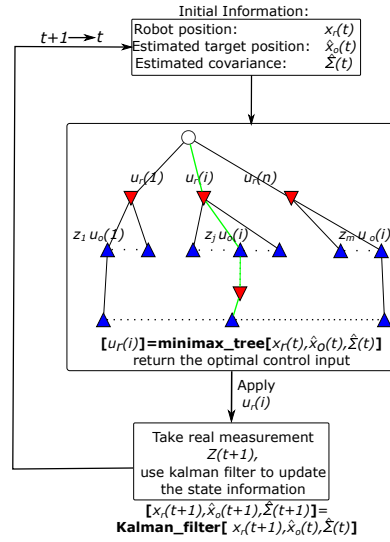 Initial Information:
Robot position: x_r(t)
Estimated target position: x̂_o(t)
Estimated covariance: Σ̂(t)
t+1→t
u_r(1) u_r(i) u_r(n)
z_1 u_o(1) z_j u_o(i) z_m u_o(i)
[u_r(i)]=minimax_tree[x_r(t),x̂_o(t),Σ̂(t)]
return the optimal control input
Apply
u_r(i)
Take real measurement
Z(t+1),
use kalman filter to update
the state information
[x_r(t+1),x̂_o(t+1),Σ̂(t+1)]=
Kalman_filter[ x_r(t+1),x̂_o(t),Σ̂(t)]